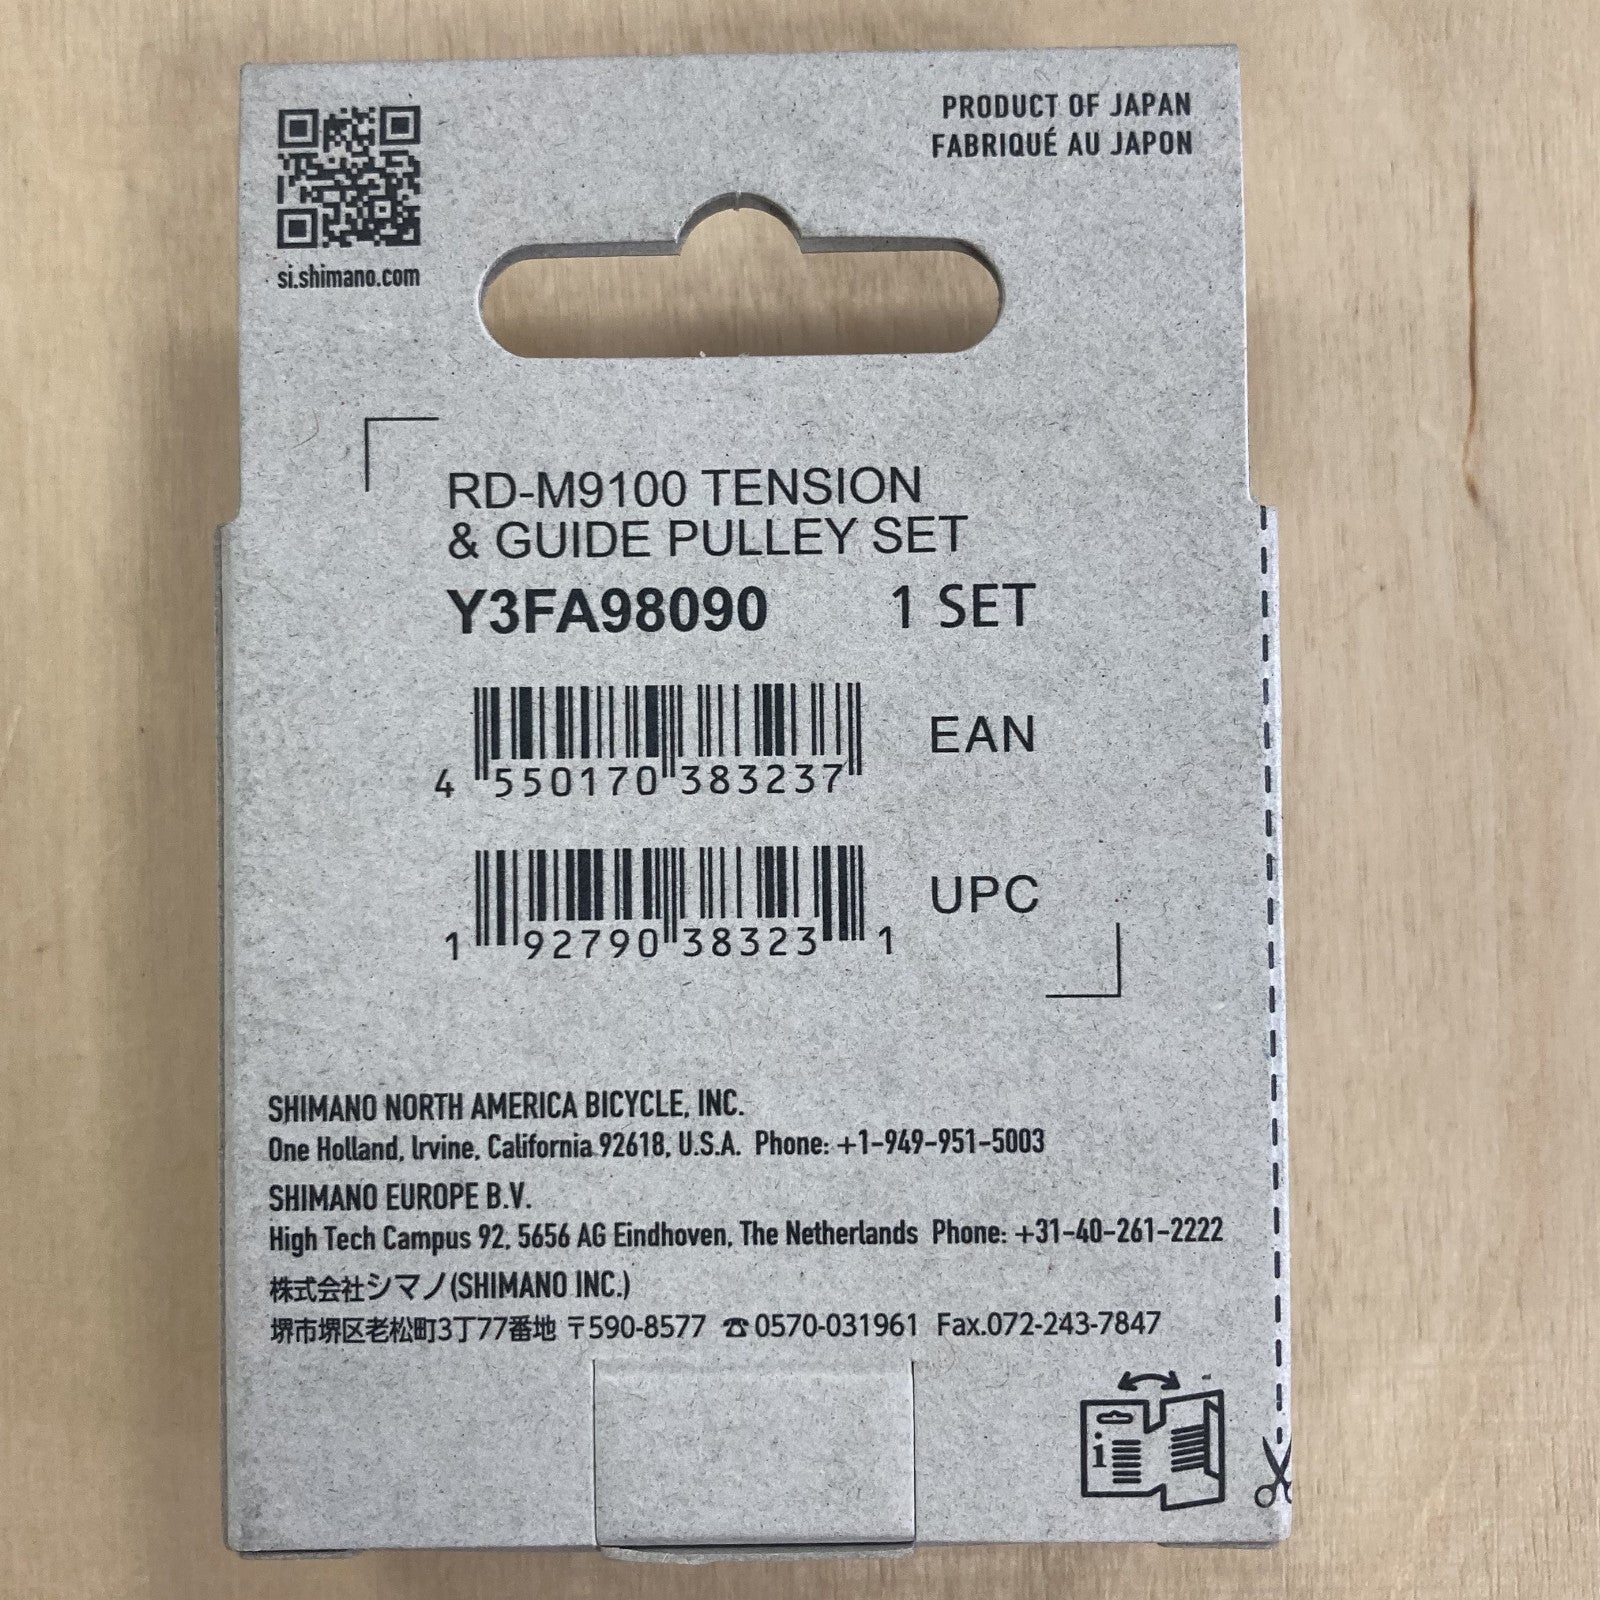 PRODUCT OF JAPAN
FABRIQUÉ AU JAPON
si.shimano.com
RD-M9100 TENSION
& GUIDE PULLEY SET
Y3FA98090 1 SET
4 550170 383237 EAN
1 92790 38323 1 UPC
SHIMANO NORTH AMERICA BICYCLE, INC.
One Holland, Irvine, California 92618, U.S.A. Phone: +1-949-951-5003
SHIMANO EUROPE B.V.
High Tech Campus 92, 5656 AG Eindhoven, The Netherlands Phone: +31-40-261-2222
株式会社シマノ(SHIMANO INC.)
堺市堺区老松町3丁77番地 〒590-8577 ☎0570-031961 Fax.072-243-7847
i